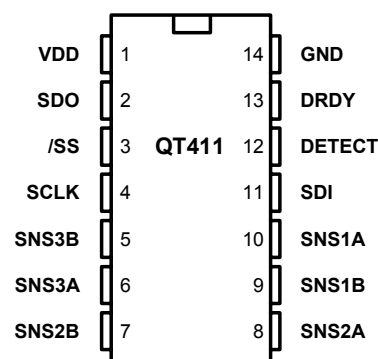 VDD 1 14 GND
SDO 2 13 DRDY
/SS 3 QT411 12 DETECT
SCLK 4 11 SDI
SNS3B 5 10 SNS1A
SNS3A 6 9 SNS1B
SNS2B 7 8 SNS2A